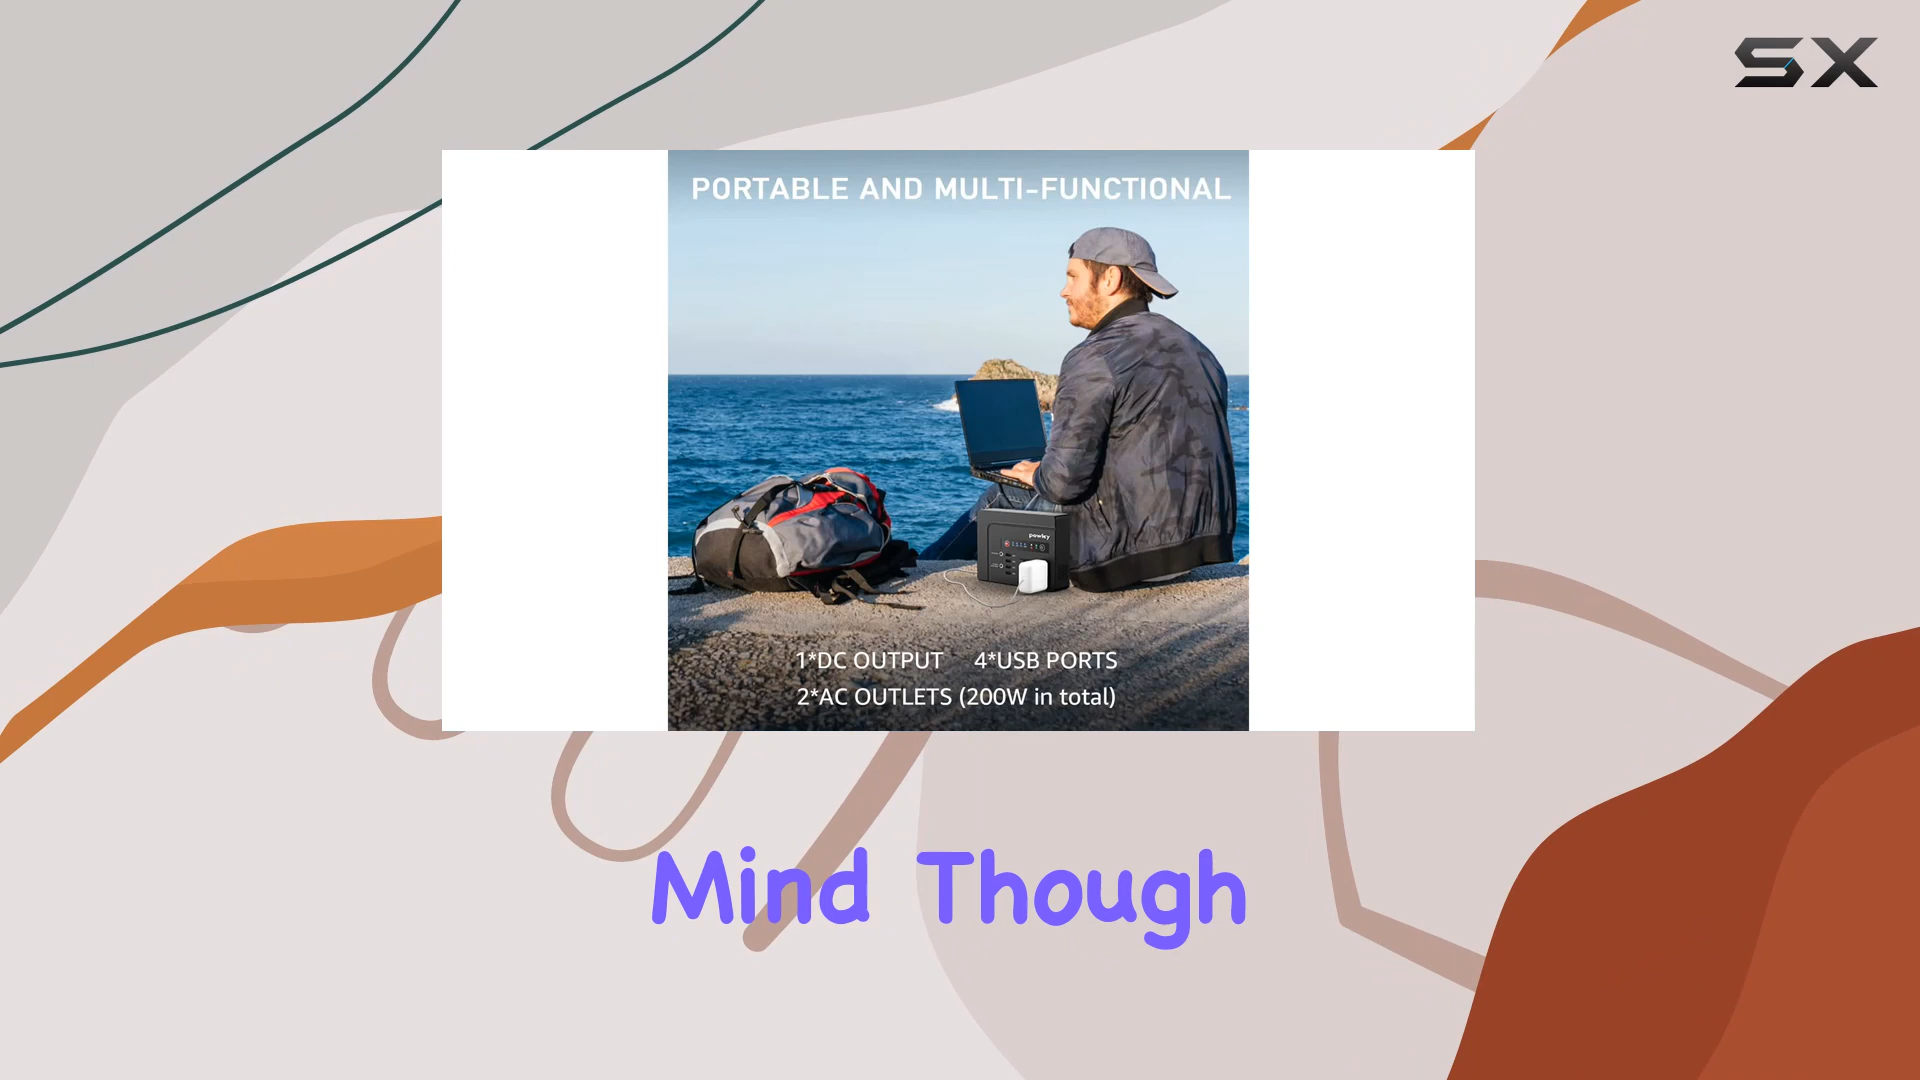 SX
PORTABLE AND MULTI-FUNCTIONAL
powkey
1*DC OUTPUT 4*USB PORTS
2*AC OUTLETS (200W in total)
Mind Though